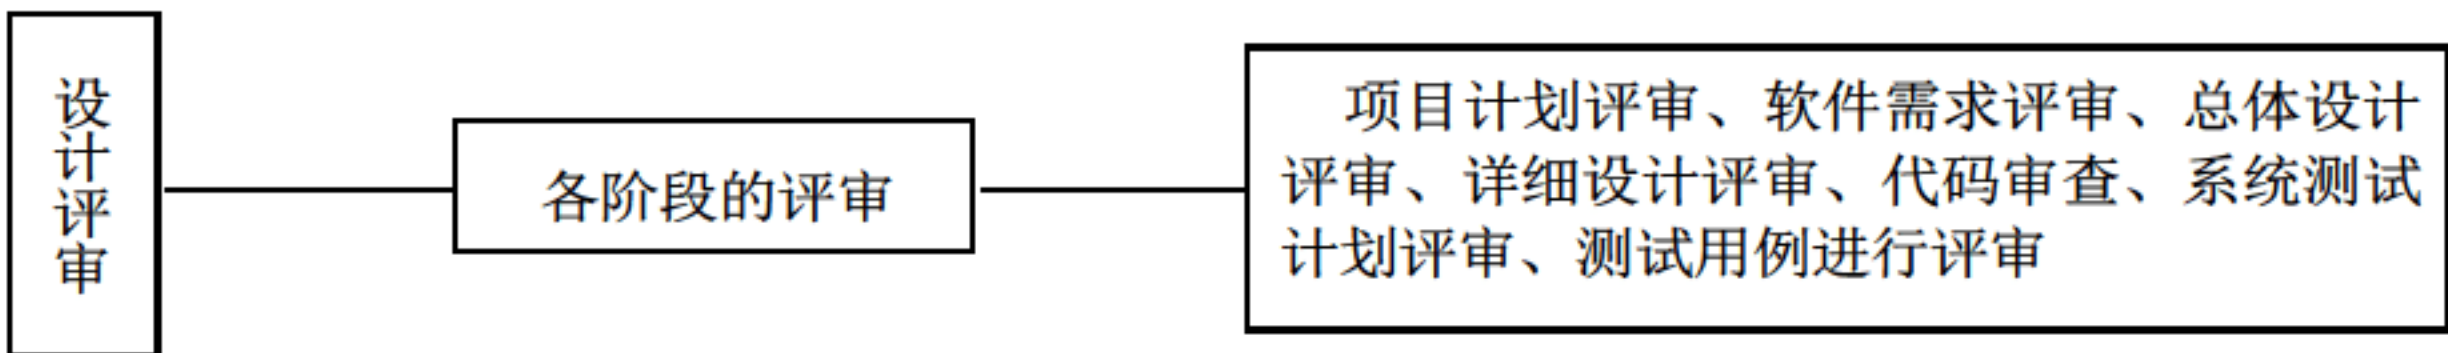 设计评审
各阶段的评审
项目计划评审、软件需求评审、总体设计
评审、详细设计评审、代码审查、系统测试
计划评审、测试用例进行评审